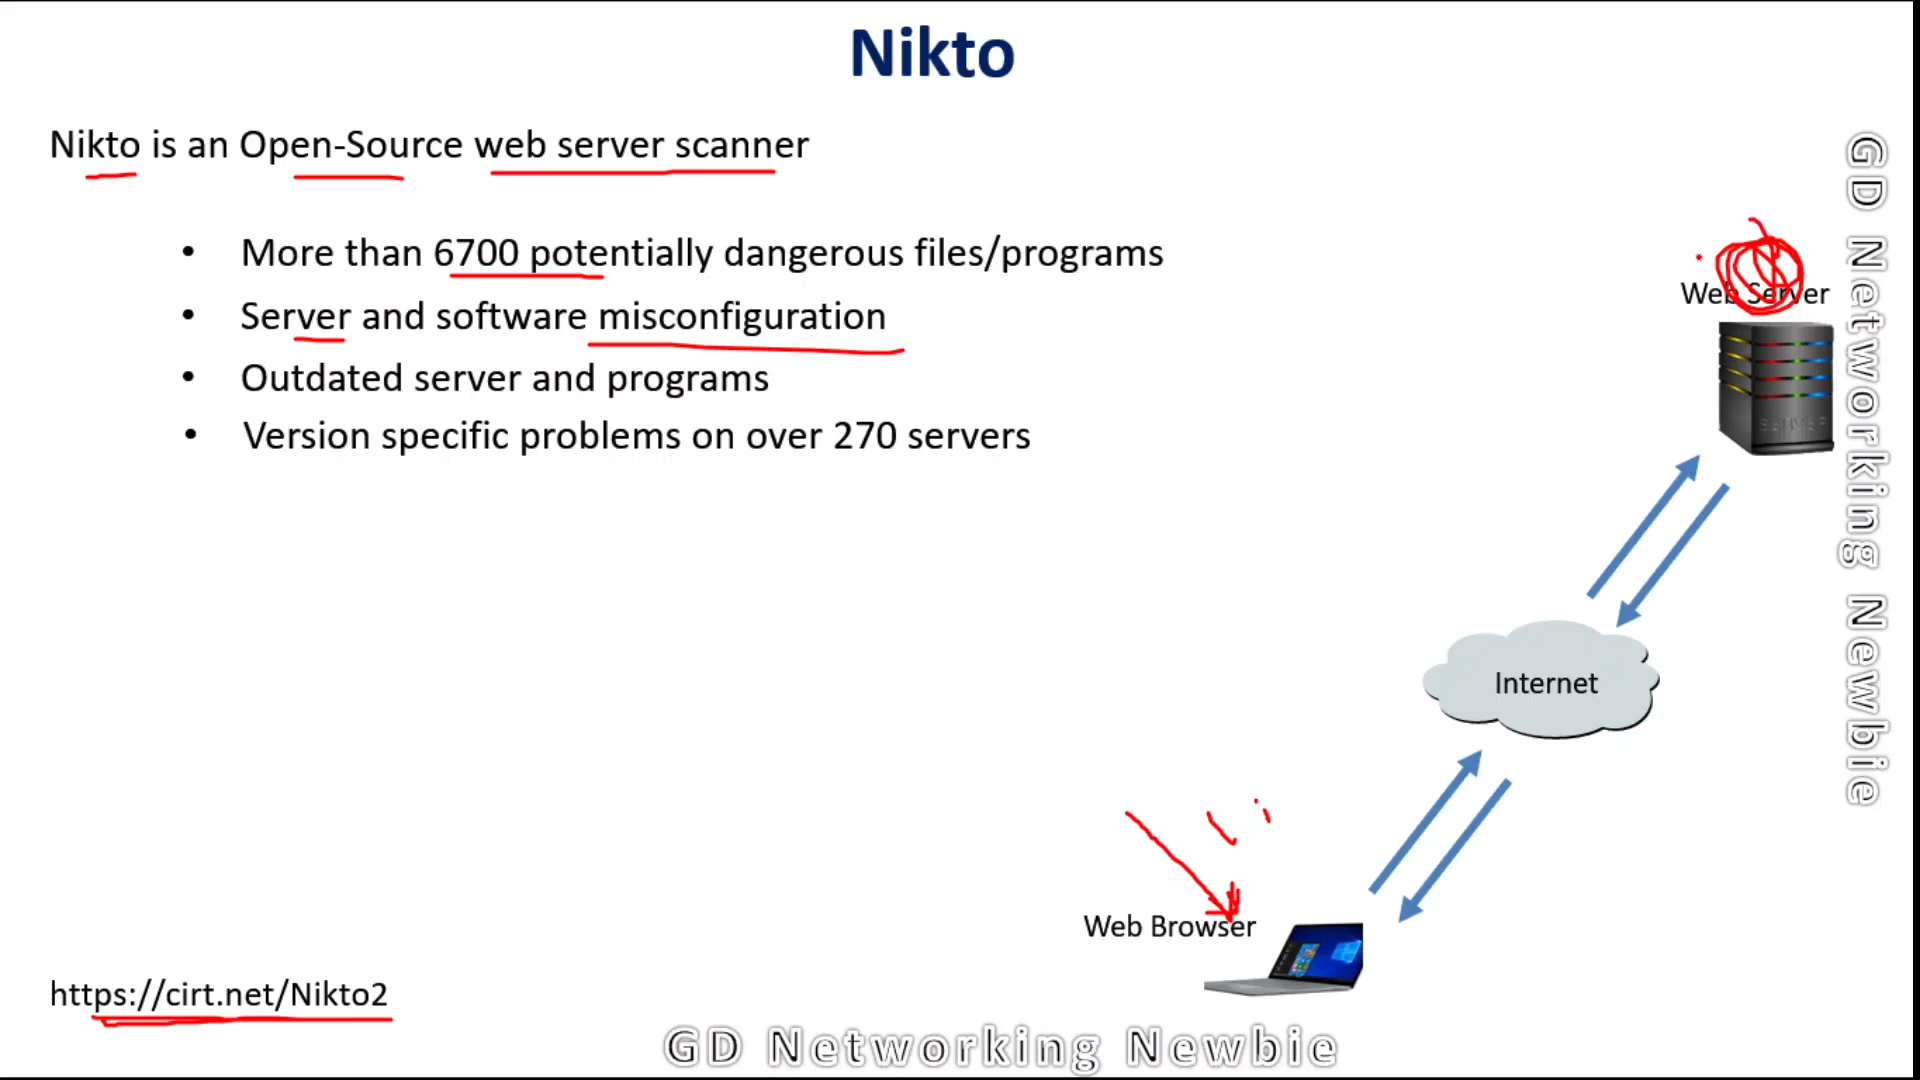 Nikto
Nikto is an Open-Source web server scanner
• More than 6700 potentially dangerous files/programs
• Server and software misconfiguration
• Outdated server and programs
• Version specific problems on over 270 servers
Web Server
SERVER
Internet
Web Browser
https://cirt.net/Nikto2
GD Networking Newbie
GD Networking Newbie